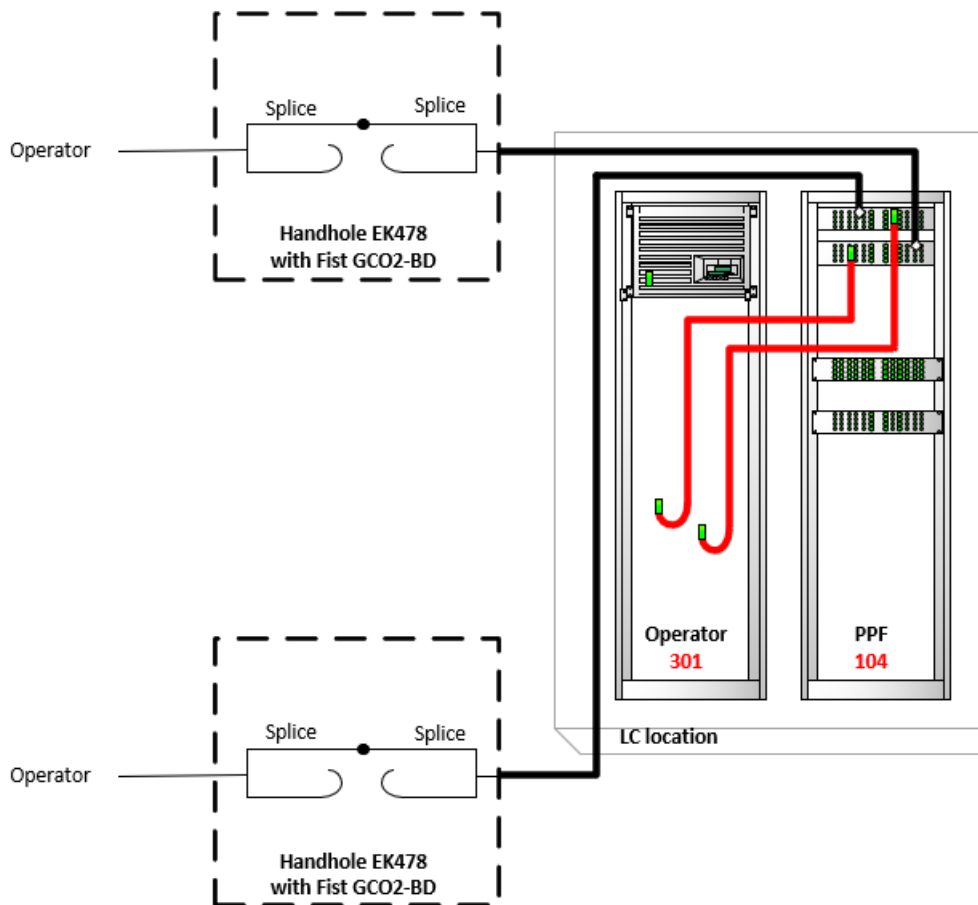 Splice
Splice
Operator
Handhole EK478
with Fist GCO2-BD
Operator
301
PPF
104
LC location
Splice
Splice
Operator
Handhole EK478
with Fist GCO2-BD